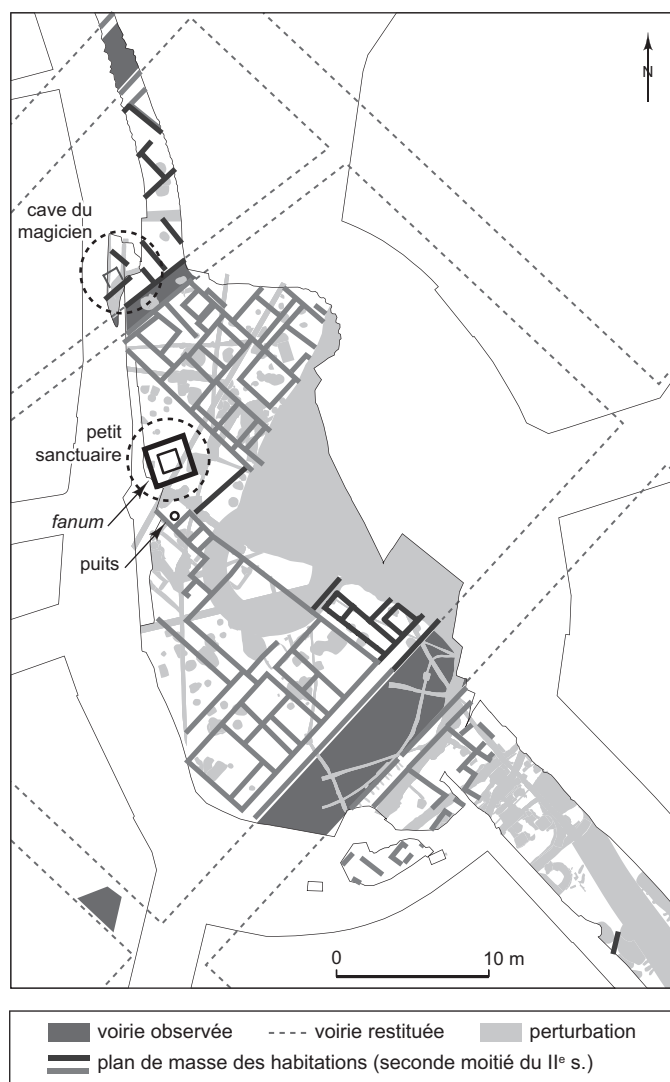 N
cave du
magicien
petit
sanctuaire
fanum
puits
0 10 m
voirie observée voirie restituée perturbation
plan de masse des habitations (seconde moitié du IIᵉ s.)